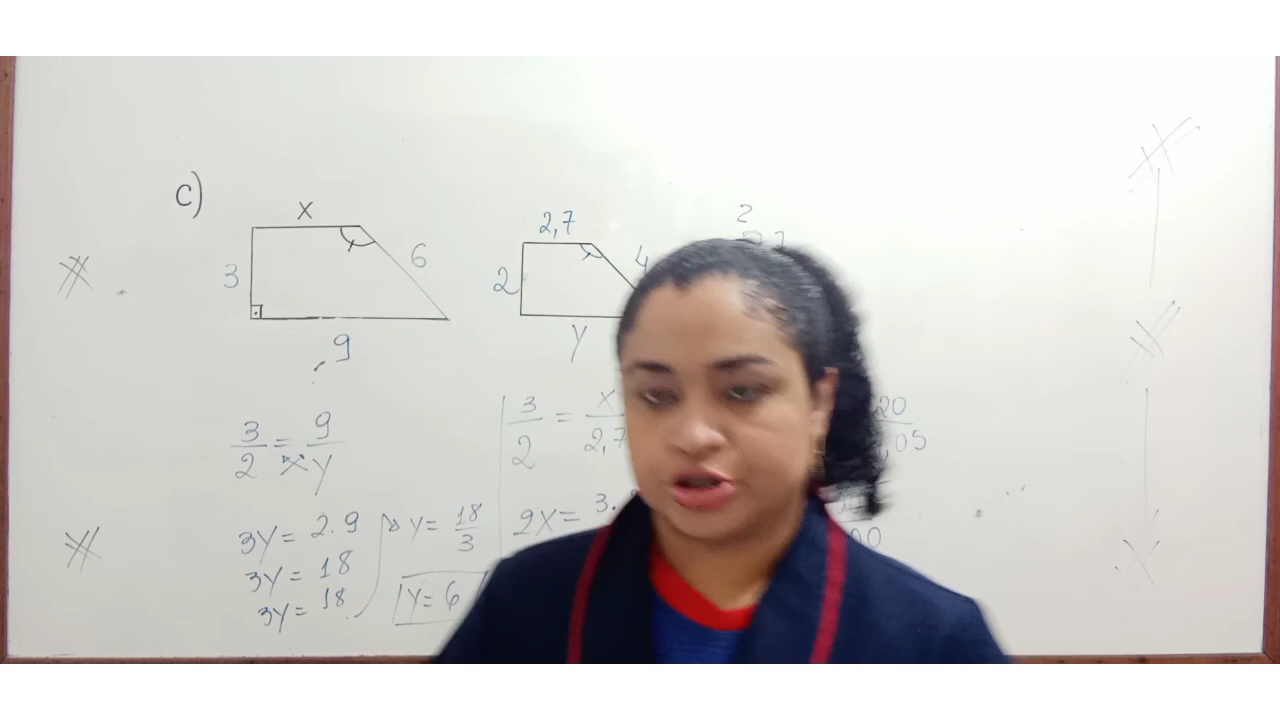 c)
x
3
6
9
2,7
2
4
y
2
3/2 = 9/y
3y = 2.9
3y = 18
3y = 18
y = 18/3
y = 6
3/2 = x/2,7
2x = 3.
20
,05
00